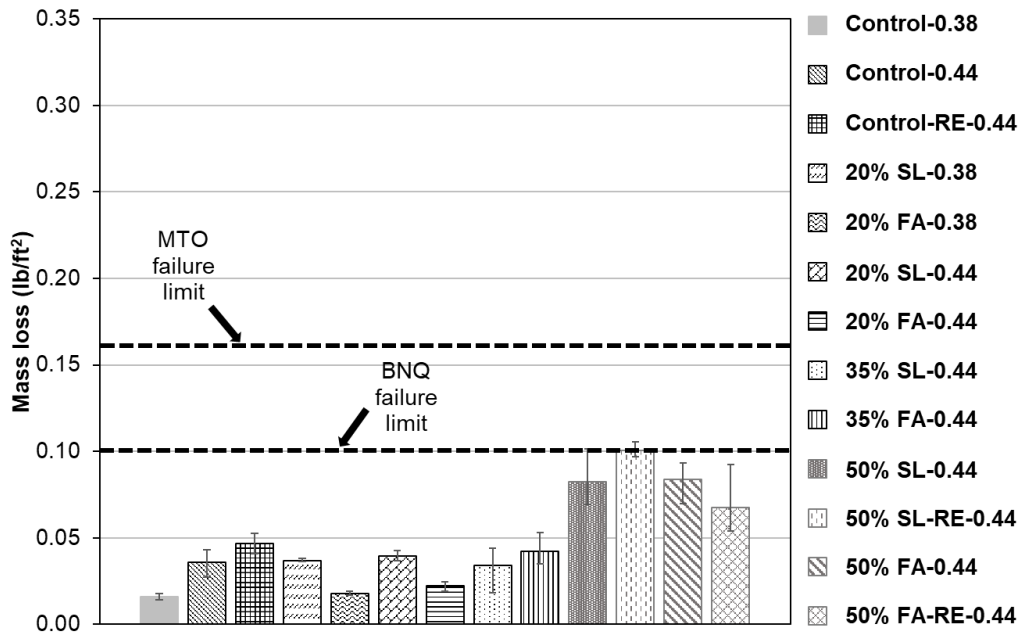 0.35
0.30
0.25
0.20
0.15
0.10
0.05
0.00
Mass loss (lb/ft²)
MTO
failure
limit
BNQ
failure
limit
Control-0.38
Control-0.44
Control-RE-0.44
20% SL-0.38
20% FA-0.38
20% SL-0.44
20% FA-0.44
35% SL-0.44
35% FA-0.44
50% SL-0.44
50% SL-RE-0.44
50% FA-0.44
50% FA-RE-0.44